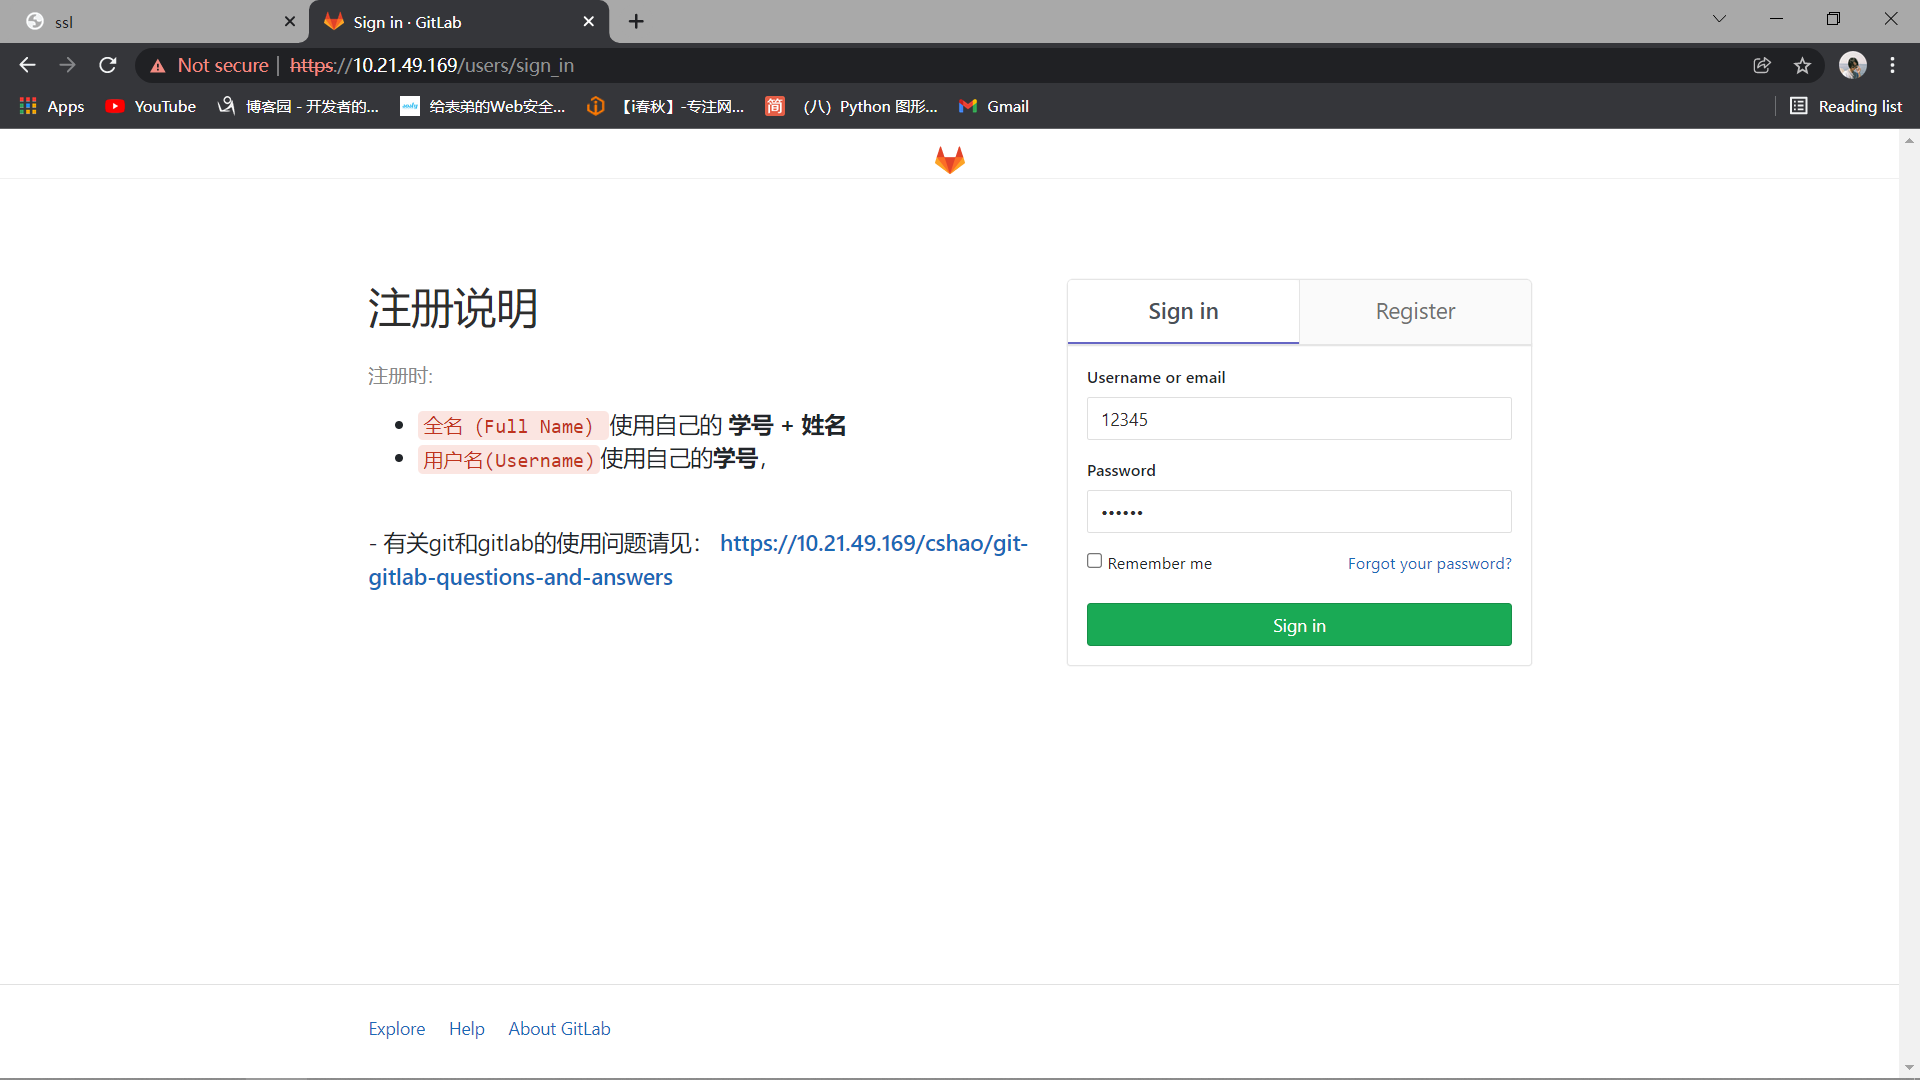 ssl
Sign in · GitLab
Not secure | https://10.21.49.169/users/sign_in
Apps
YouTube
博客园 - 开发者的...
给表弟的Web安全...
【i春秋】-专注网...
简
（八）Python 图形...
Gmail
Reading list
注册说明
注册时:
全名 (Full Name) 使用自己的 学号 + 姓名
用户名(Username)使用自己的学号，
- 有关git和gitlab的使用问题请见： https://10.21.49.169/cshao/git-
gitlab-questions-and-answers
Sign in
Register
Username or email
12345
Password
••••••
Remember me
Forgot your password?
Sign in
Explore
Help
About GitLab